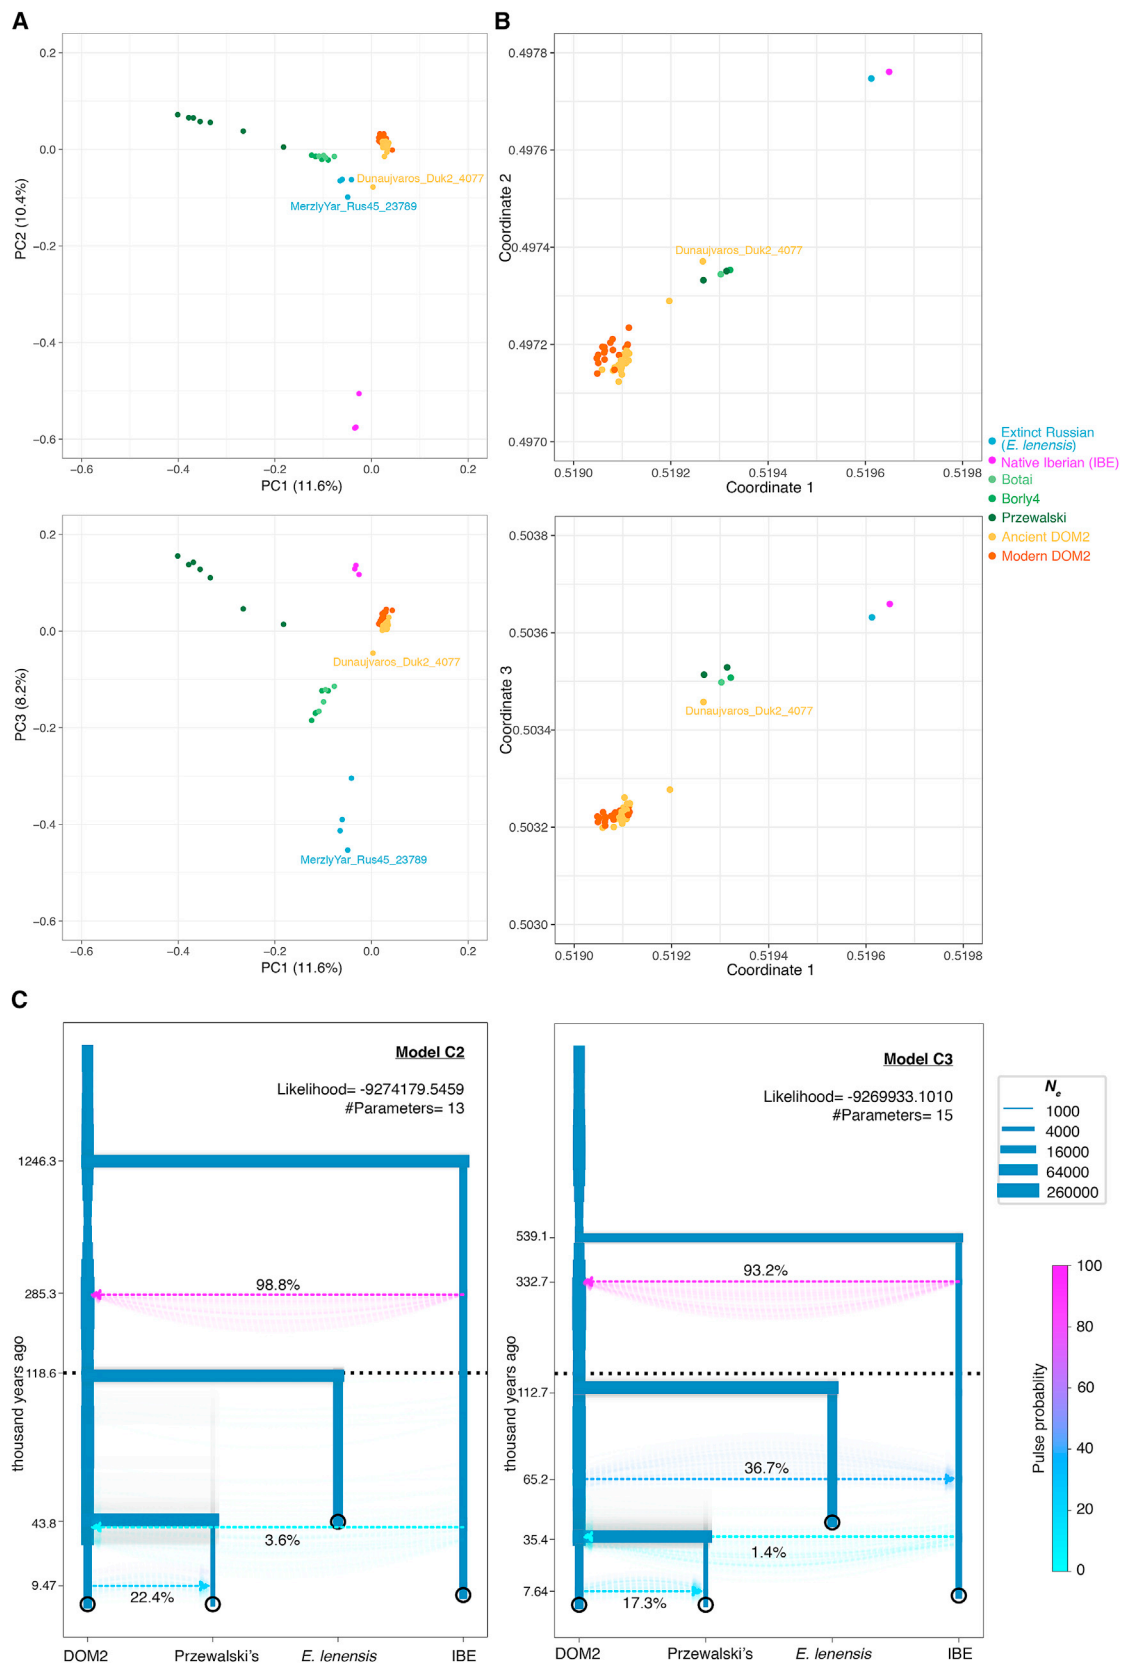 A
0.2
0.0
−0.2
−0.4
−0.6
PC2 (10.4%)
Dunaujvaros_Duk2_4077
MerzlyYar_Rus45_23789
−0.6
−0.4
−0.2
0.0
0.2
PC1 (11.6%)
0.2
0.0
−0.2
−0.4
−0.6
PC3 (8.2%)
Dunaujvaros_Duk2_4077
MerzlyYar_Rus45_23789
−0.6
−0.4
−0.2
0.0
0.2
PC1 (11.6%)
B
0.4978
0.4976
0.4974
0.4972
0.4970
Coordinate 2
Dunaujvaros_Duk2_4077
0.5190
0.5192
0.5194
0.5196
0.5198
Coordinate 1
0.5038
0.5036
0.5034
0.5032
0.5030
Coordinate 3
Dunaujvaros_Duk2_4077
0.5190
0.5192
0.5194
0.5196
0.5198
Coordinate 1
Extinct Russian
(E. lenensis)
Native Iberian (IBE)
Botai
Borly4
Przewalski
Ancient DOM2
Modern DOM2
C
Model C2
Likelihood= -9274179.5459
#Parameters= 13
1246.3
285.3
118.6
43.8
9.47
thousand years ago
98.8%
3.6%
22.4%
DOM2
Przewalski's
E. lenensis
IBE
Model C3
Likelihood= -9269933.1010
#Parameters= 15
539.1
332.7
112.7
65.2
35.4
7.64
thousand years ago
93.2%
36.7%
1.4%
17.3%
DOM2
Przewalski's
E. lenensis
IBE
Ne
1000
4000
16000
64000
260000
100
80
60
40
20
0
Pulse probablity